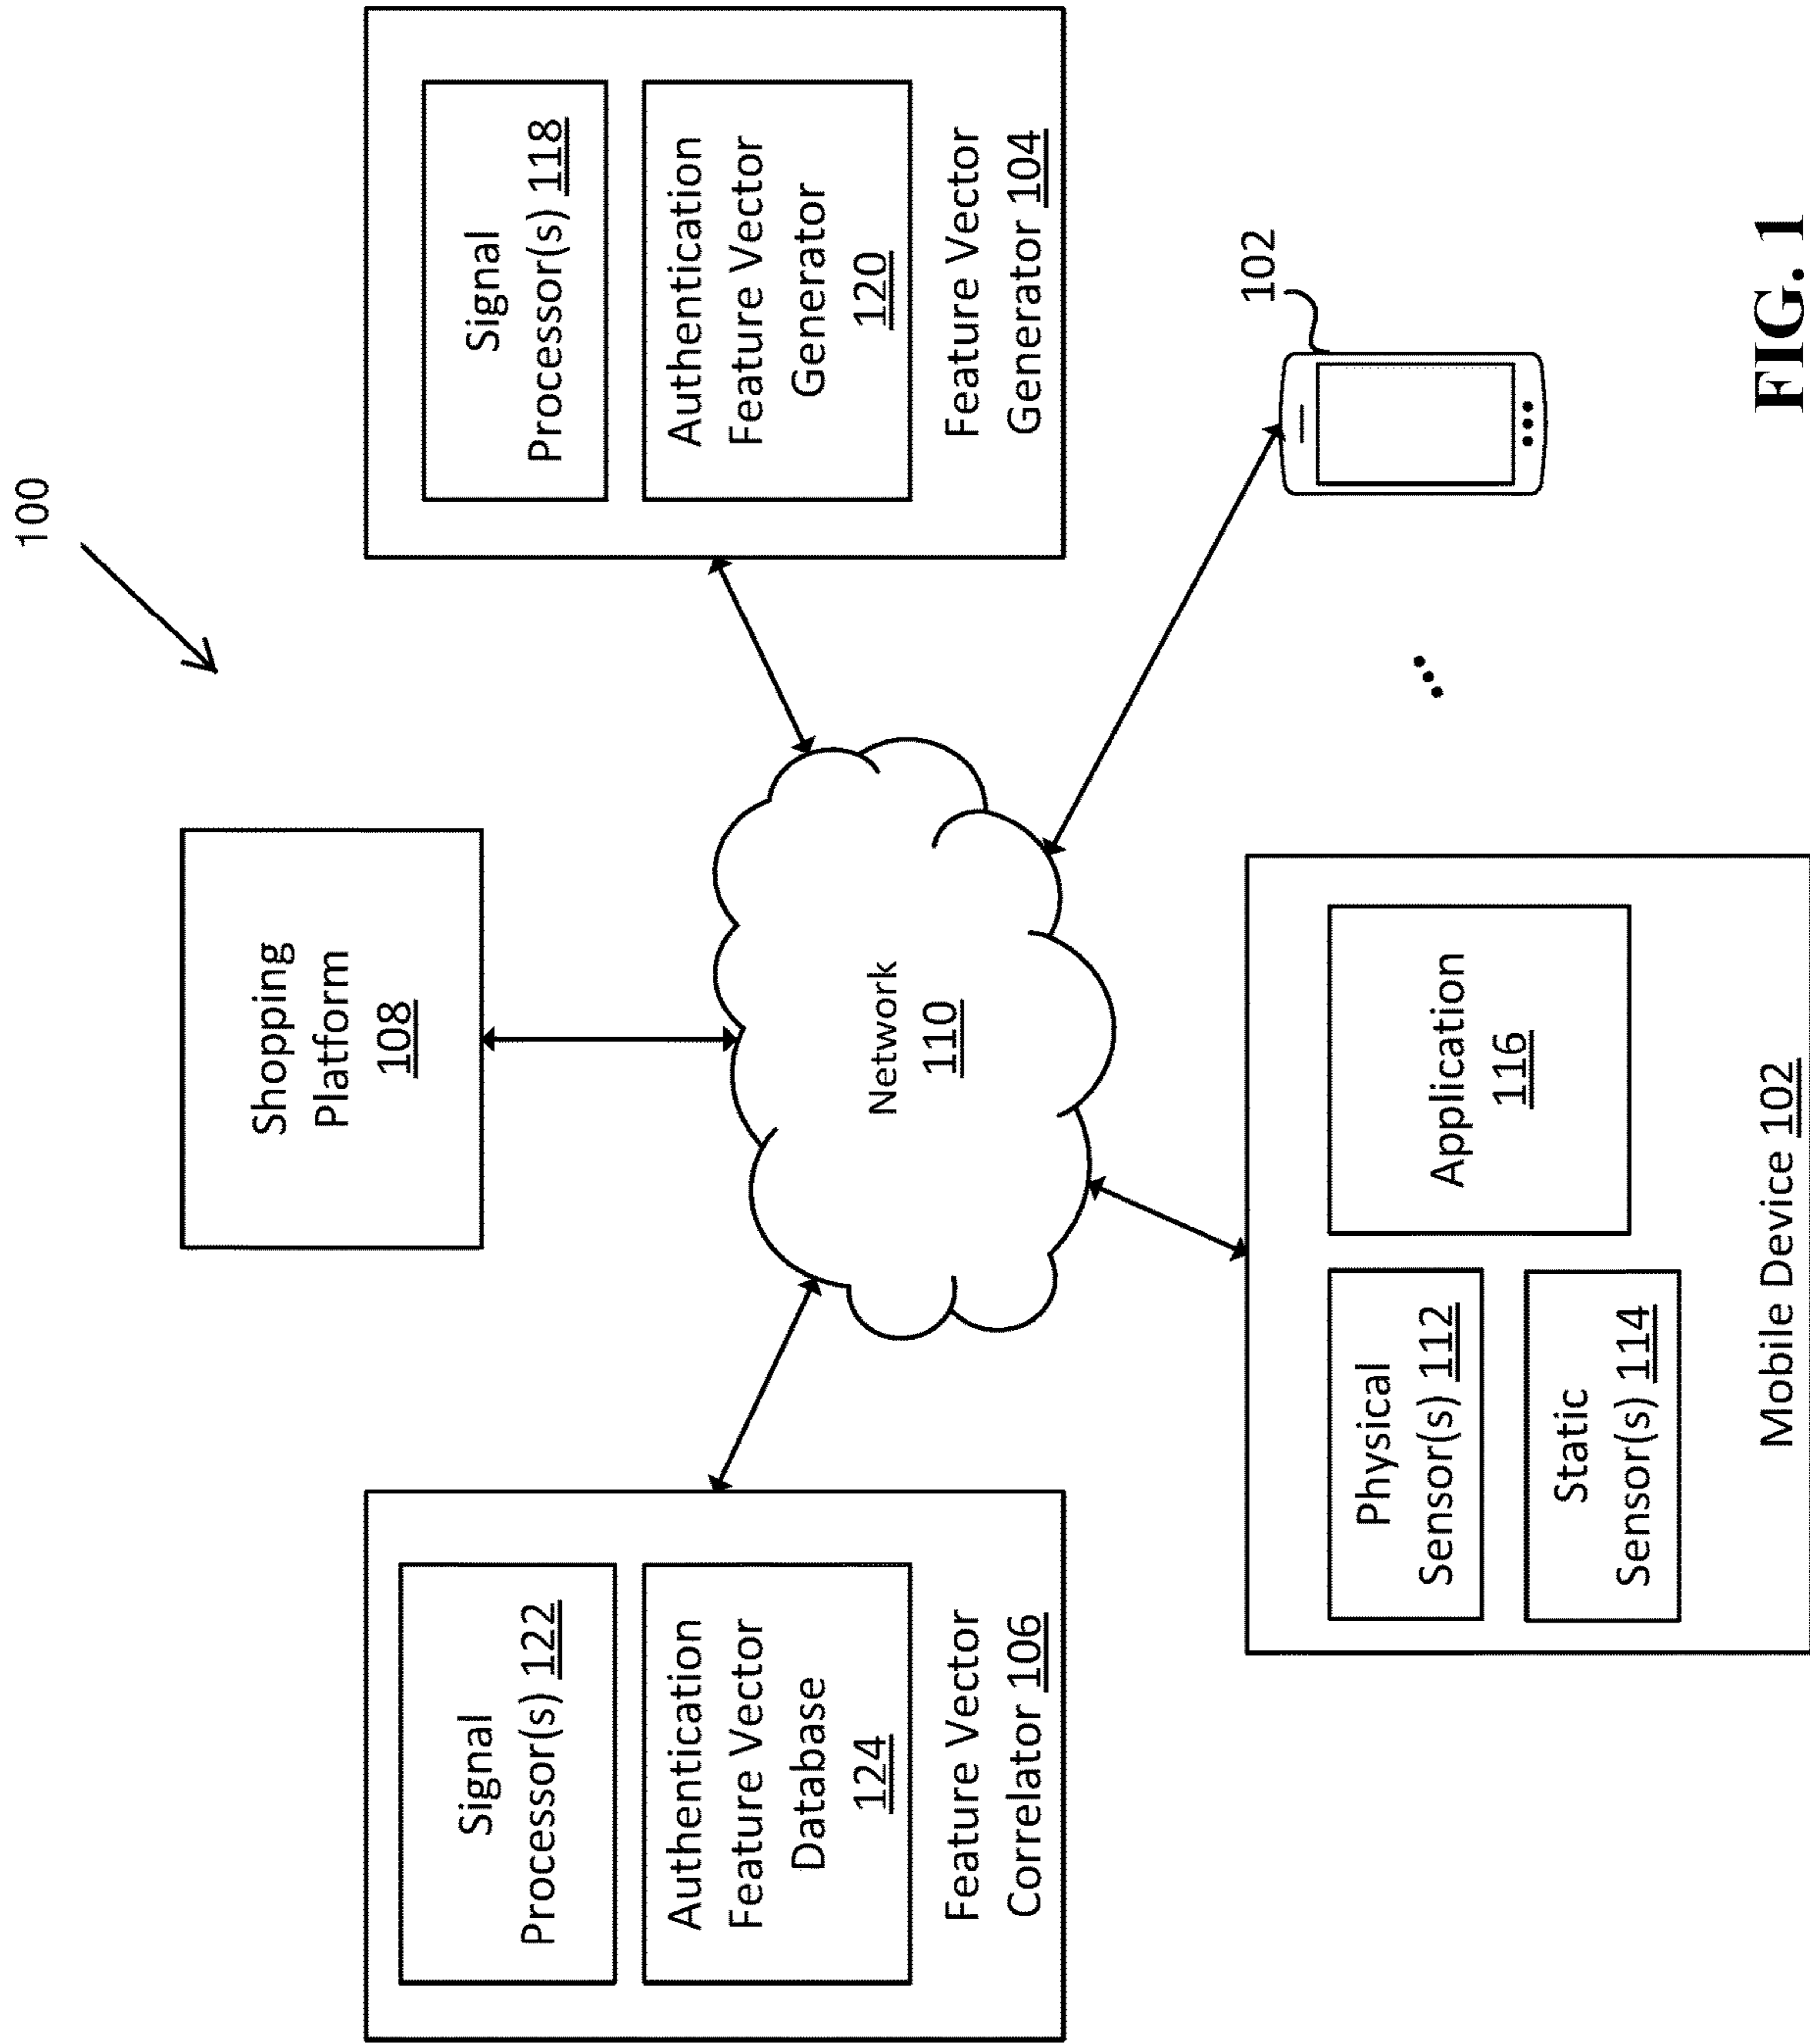 100
Shopping
Platform
108
Signal
Processor(s) 122
Authentication
Feature Vector
Database
124
Feature Vector
Correlator 106
Signal
Processor(s) 118
Authentication
Feature Vector
Generator
120
Feature Vector
Generator 104
Network
110
Physical
Sensor(s) 112
Static
Sensor(s) 114
Application
116
Mobile Device 102
102
FIG. 1